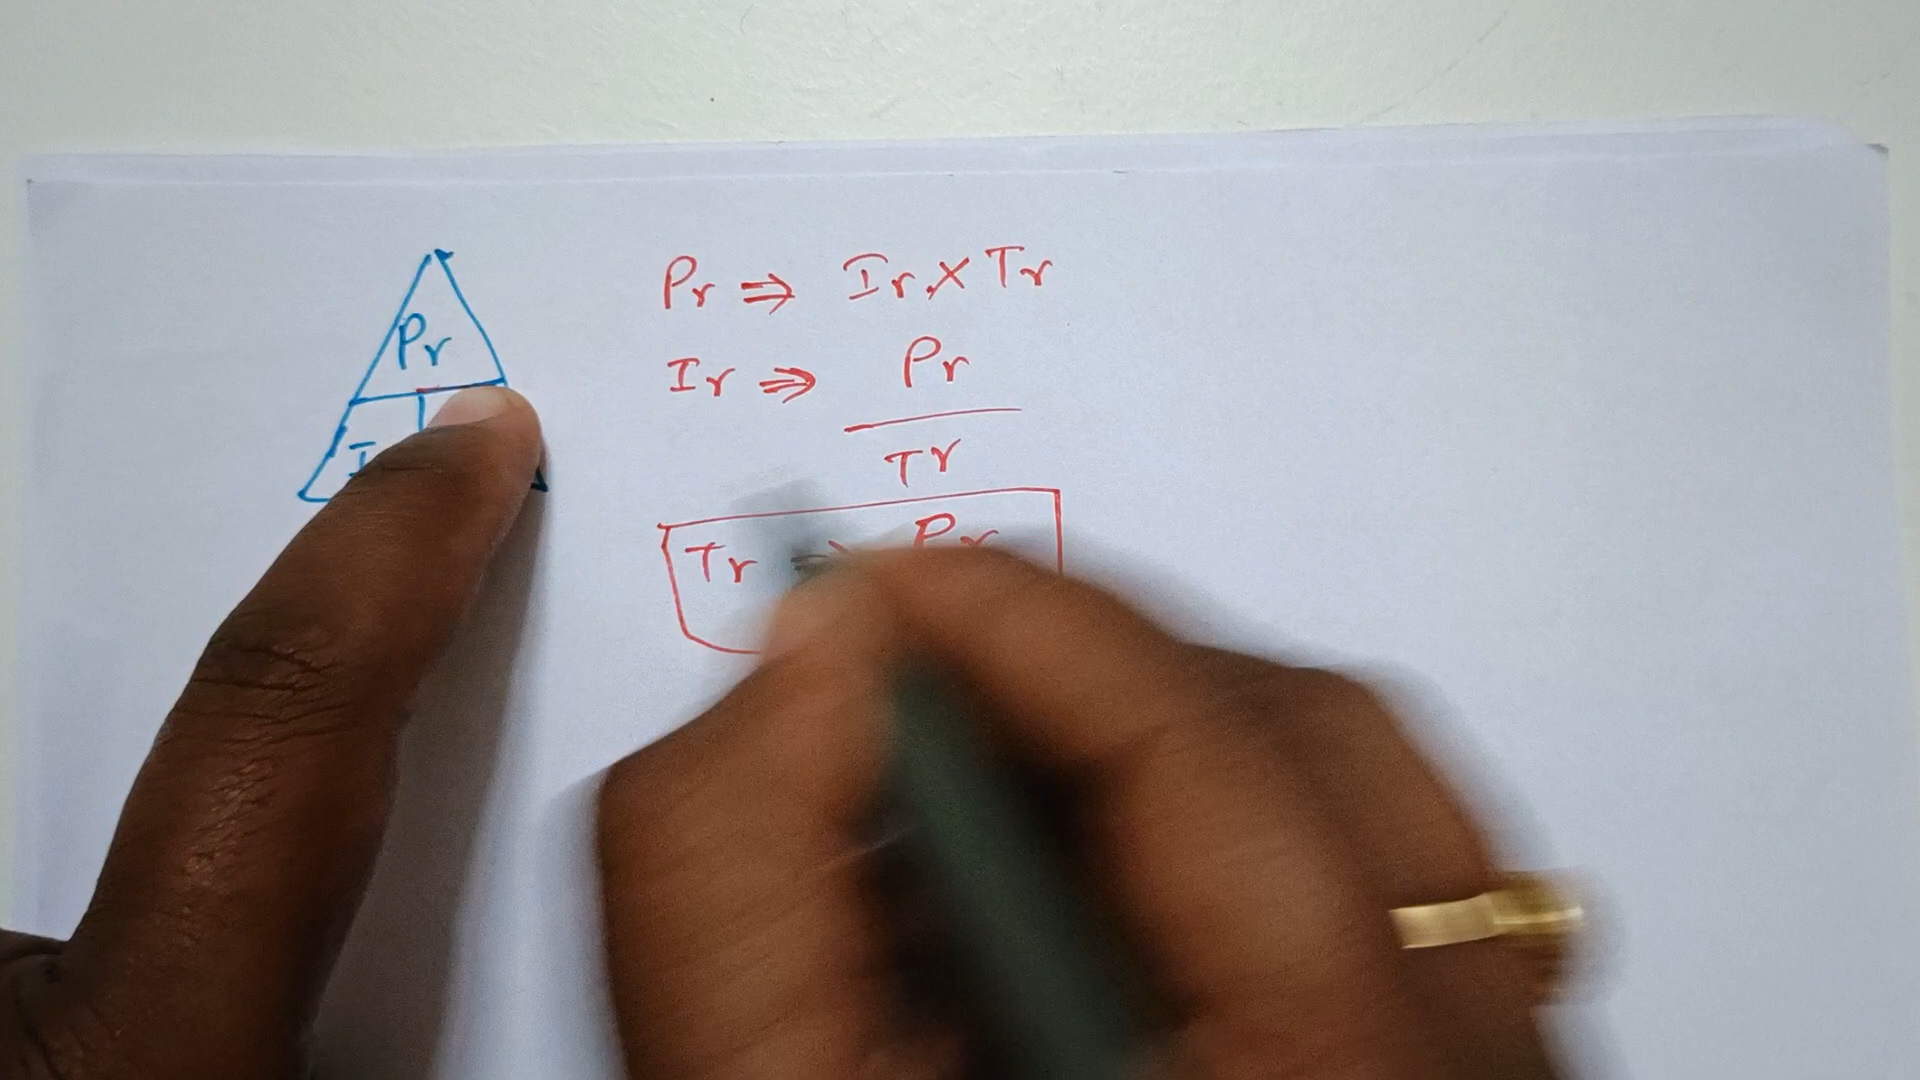 Pr
I
Pr ⇒ Ir × Tr
Ir ⇒ Pr
Tr
Tr ⇒ Pr